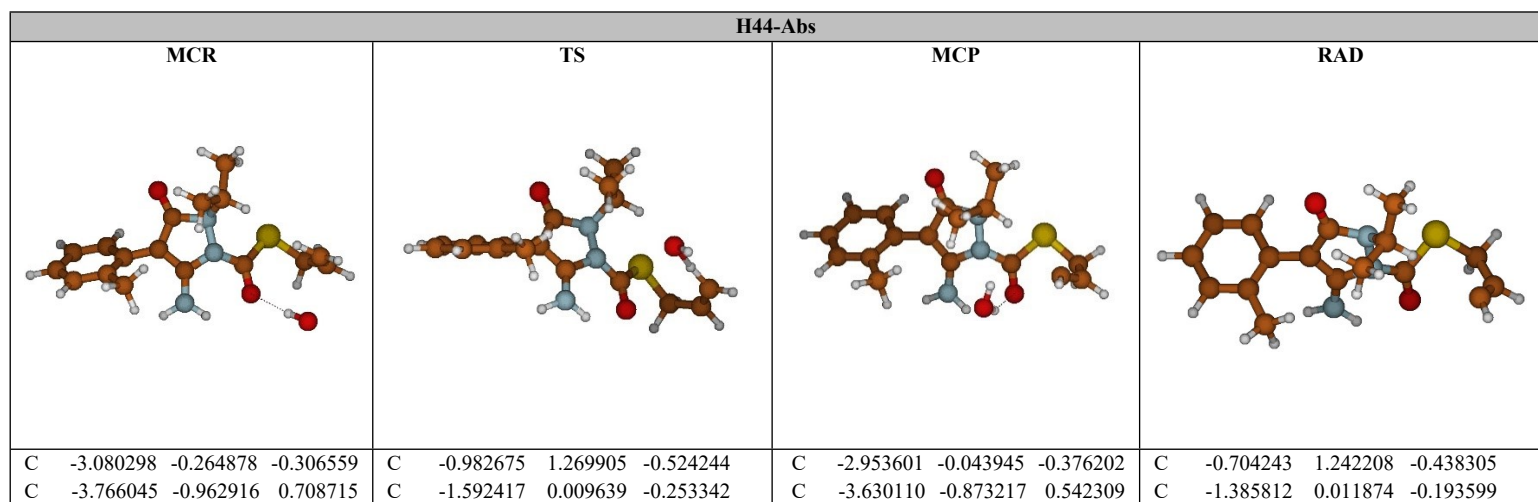 H44-Abs
MCR TS MCP RAD
C -3.080298 -0.264878 -0.306559 C -0.982675 1.269905 -0.524244 C -2.953601 -0.043945 -0.376202 C -0.704243 1.242208 -0.438305
C -3.766045 -0.962916 0.708715 C -1.592417 0.009639 -0.253342 C -3.630110 -0.873217 0.542309 C -1.385812 0.011874 -0.193599